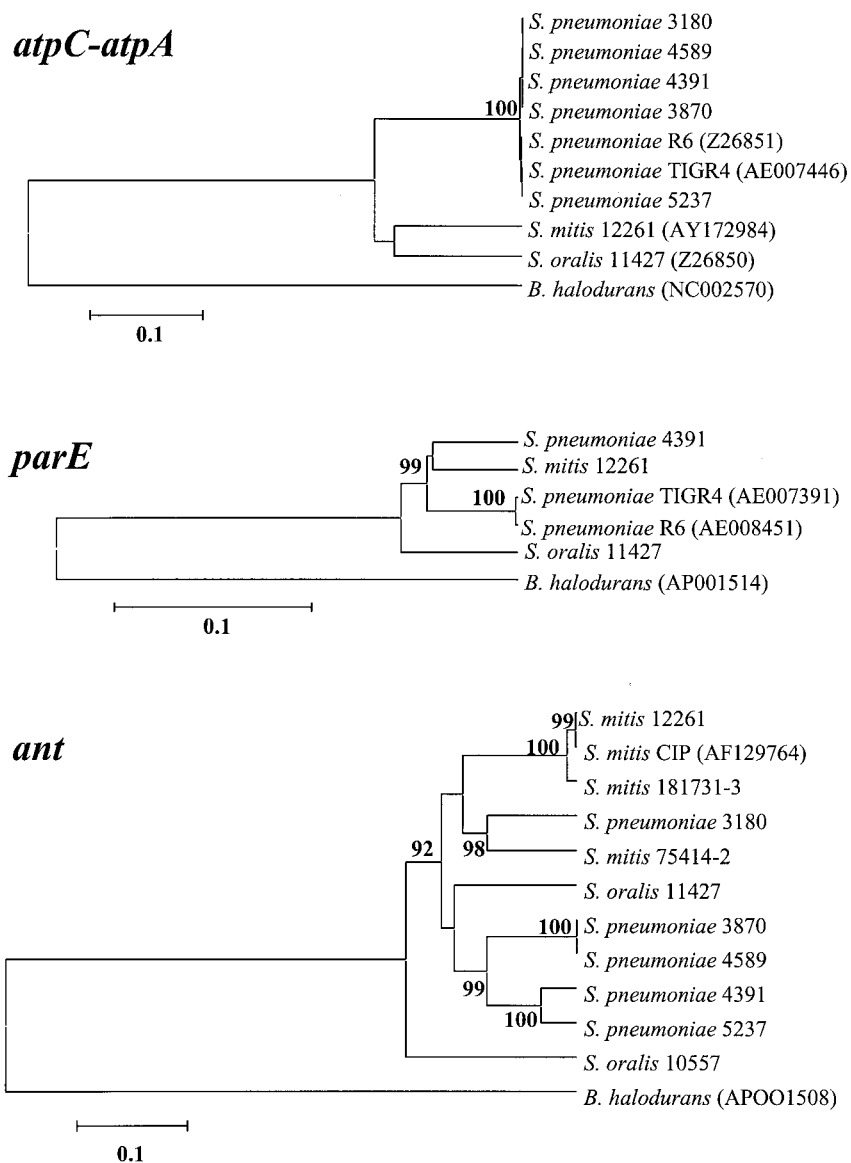 atpC-atpA
S. pneumoniae 3180
S. pneumoniae 4589
S. pneumoniae 4391
100
S. pneumoniae 3870
S. pneumoniae R6 (Z26851)
S. pneumoniae TIGR4 (AE007446)
S. pneumoniae 5237
S. mitis 12261 (AY172984)
S. oralis 11427 (Z26850)
B. halodurans (NC002570)
0.1
parE
S. pneumoniae 4391
99
S. mitis 12261
100
S. pneumoniae TIGR4 (AE007391)
S. pneumoniae R6 (AE008451)
S. oralis 11427
B. halodurans (AP001514)
0.1
ant
99
S. mitis 12261
100
S. mitis CIP (AF129764)
S. mitis 181731-3
S. pneumoniae 3180
92
98
S. mitis 75414-2
S. oralis 11427
100
S. pneumoniae 3870
S. pneumoniae 4589
99
S. pneumoniae 4391
100
S. pneumoniae 5237
S. oralis 10557
B. halodurans (APOO1508)
0.1